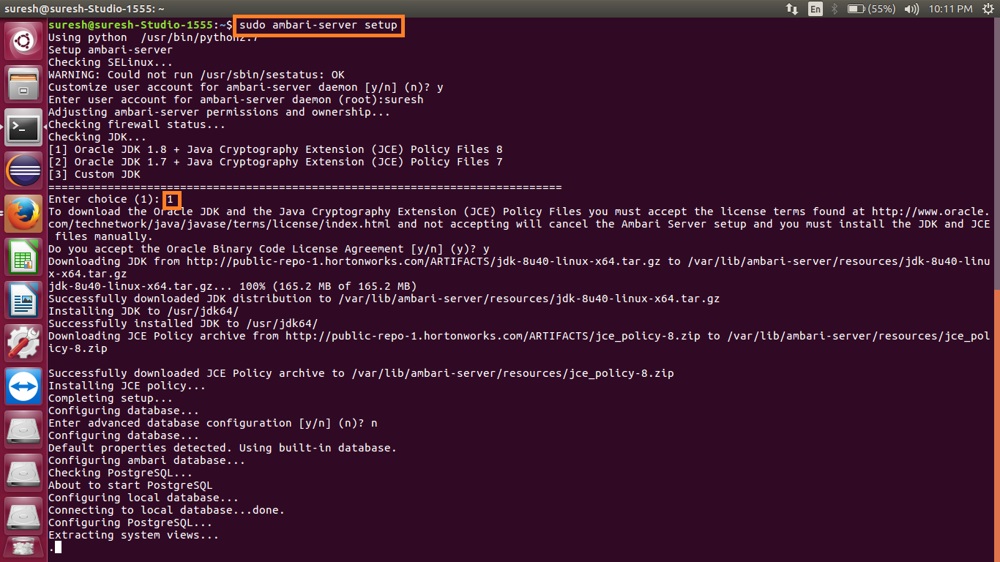 suresh@suresh-Studio-1555: ~
En (55%) 10:11 PM
suresh@suresh-Studio-1555:~$ sudo ambari-server setup
Using python  /usr/bin/python2.7
Setup ambari-server
Checking SELinux...
WARNING: Could not run /usr/sbin/sestatus: OK
Customize user account for ambari-server daemon [y/n] (n)? y
Enter user account for ambari-server daemon (root):suresh
Adjusting ambari-server permissions and ownership...
Checking firewall status...
Checking JDK...
[1] Oracle JDK 1.8 + Java Cryptography Extension (JCE) Policy Files 8
[2] Oracle JDK 1.7 + Java Cryptography Extension (JCE) Policy Files 7
[3] Custom JDK
==============================================================================
Enter choice (1): 1
To download the Oracle JDK and the Java Cryptography Extension (JCE) Policy Files you must accept the license terms found at http://www.oracle.
com/technetwork/java/javase/terms/license/index.html and not accepting will cancel the Ambari Server setup and you must install the JDK and JCE
 files manually.
Do you accept the Oracle Binary Code License Agreement [y/n] (y)? y
Downloading JDK from http://public-repo-1.hortonworks.com/ARTIFACTS/jdk-8u40-linux-x64.tar.gz to /var/lib/ambari-server/resources/jdk-8u40-linu
x-x64.tar.gz
jdk-8u40-linux-x64.tar.gz... 100% (165.2 MB of 165.2 MB)
Successfully downloaded JDK distribution to /var/lib/ambari-server/resources/jdk-8u40-linux-x64.tar.gz
Installing JDK to /usr/jdk64/
Successfully installed JDK to /usr/jdk64/
Downloading JCE Policy archive from http://public-repo-1.hortonworks.com/ARTIFACTS/jce_policy-8.zip to /var/lib/ambari-server/resources/jce_pol
icy-8.zip

Successfully downloaded JCE Policy archive to /var/lib/ambari-server/resources/jce_policy-8.zip
Installing JCE policy...
Completing setup...
Configuring database...
Enter advanced database configuration [y/n] (n)? n
Configuring database...
Default properties detected. Using built-in database.
Configuring ambari database...
Checking PostgreSQL...
About to start PostgreSQL
Configuring local database...
Connecting to local database...done.
Configuring PostgreSQL...
Extracting system views...
.